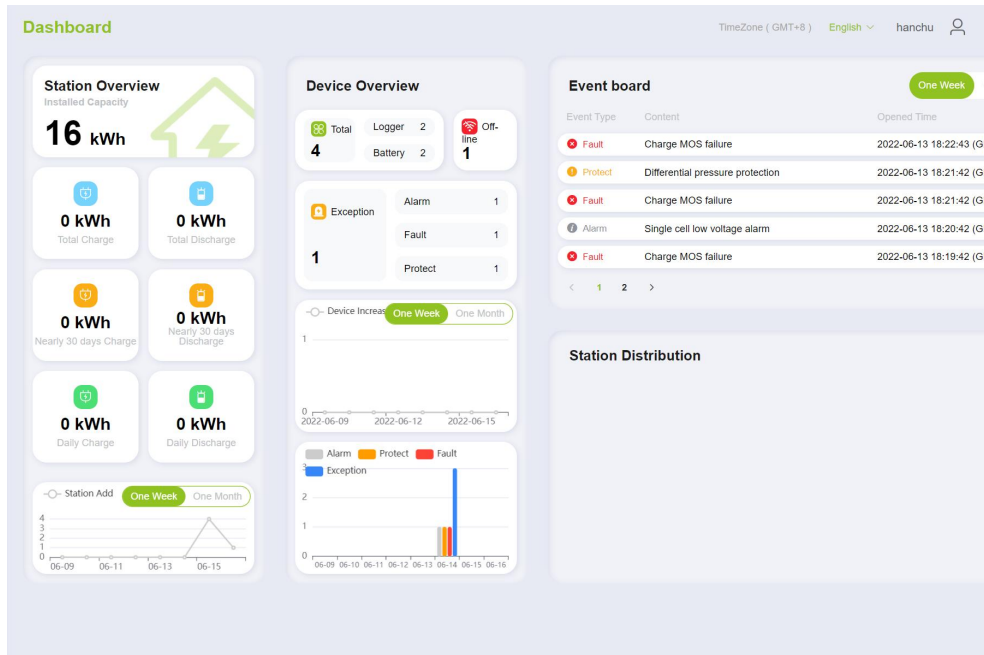 Dashboard
TimeZone ( GMT+8 ) English hanchu
Station Overview
Installed Capacity
16 kWh
0 kWh
Total Charge
0 kWh
Total Discharge
0 kWh
Nearly 30 days Charge
0 kWh
Nearly 30 days
Discharge
0 kWh
Daily Charge
0 kWh
Daily Discharge
Station Add One Week One Month
4
3
2
1
0
06-09 06-11 06-13 06-15
Device Overview
Total
4
Logger 2
Battery 2
Off-
line
1
Exception
1
Alarm 1
Fault 1
Protect 1
Device Increas One Week One Month
1
0
2022-06-09 2022-06-12 2022-06-15
Alarm Protect Fault
Exception
3
2
1
0
06-09 06-10 06-11 06-12 06-13 06-14 06-15 06-16
Event board One Week
Event Type Content Opened Time
Fault Charge MOS failure 2022-06-13 18:22:43 (G
Protect Differential pressure protection 2022-06-13 18:21:42 (G
Fault Charge MOS failure 2022-06-13 18:21:42 (G
Alarm Single cell low voltage alarm 2022-06-13 18:20:42 (G
Fault Charge MOS failure 2022-06-13 18:19:42 (G
< 1 2 >
Station Distribution